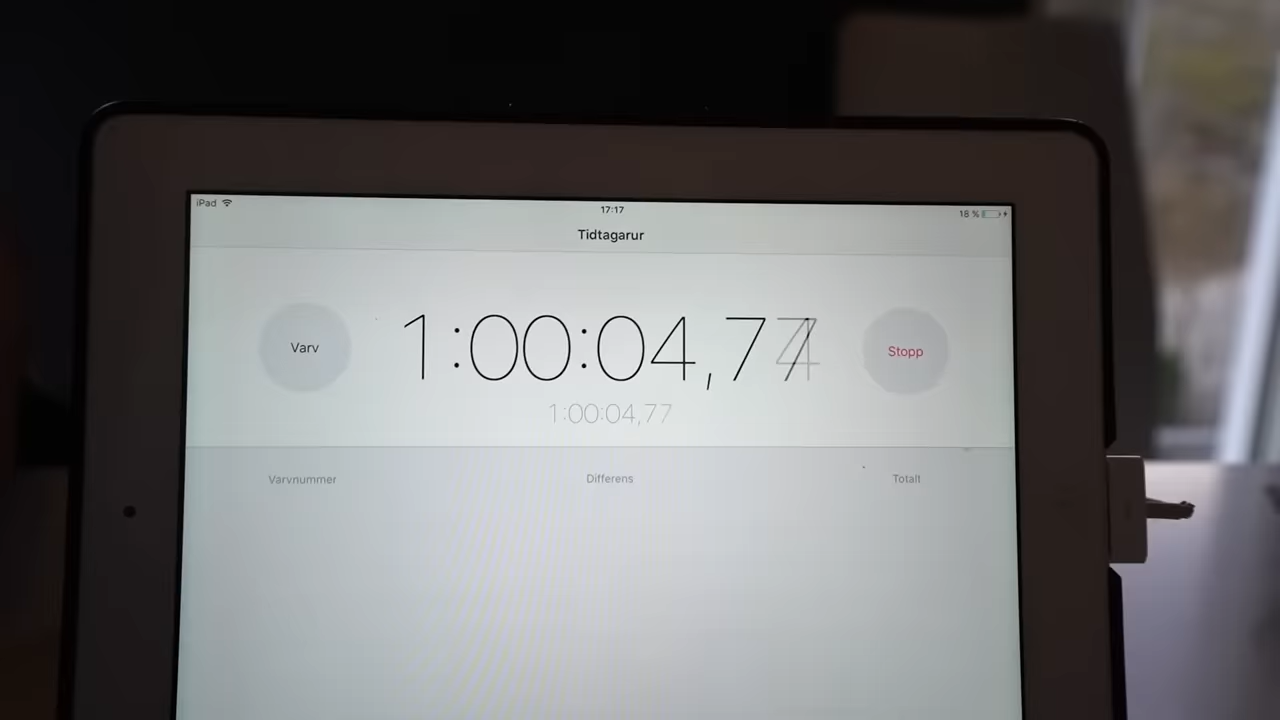 iPad
17:17
18 %
Tidtagarur
Varv
1:00:04,77
Stopp
1:00:04,77
Varvnummer
Differens
Totalt